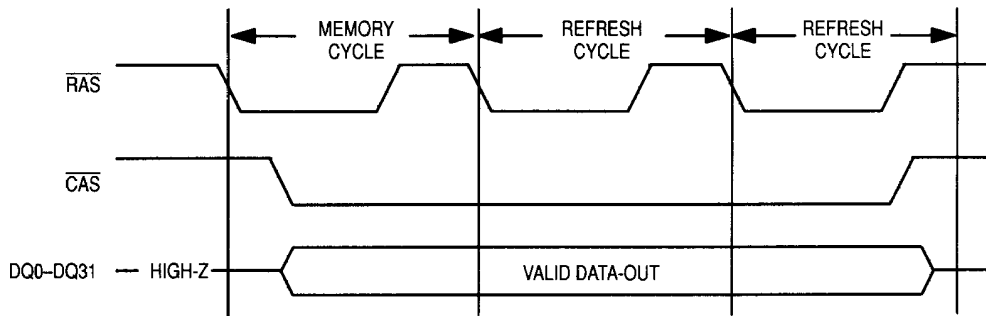 MEMORY
CYCLE
REFRESH
CYCLE
REFRESH
CYCLE
RAS
CAS
DQ0–DQ31
HIGH-Z
VALID DATA-OUT